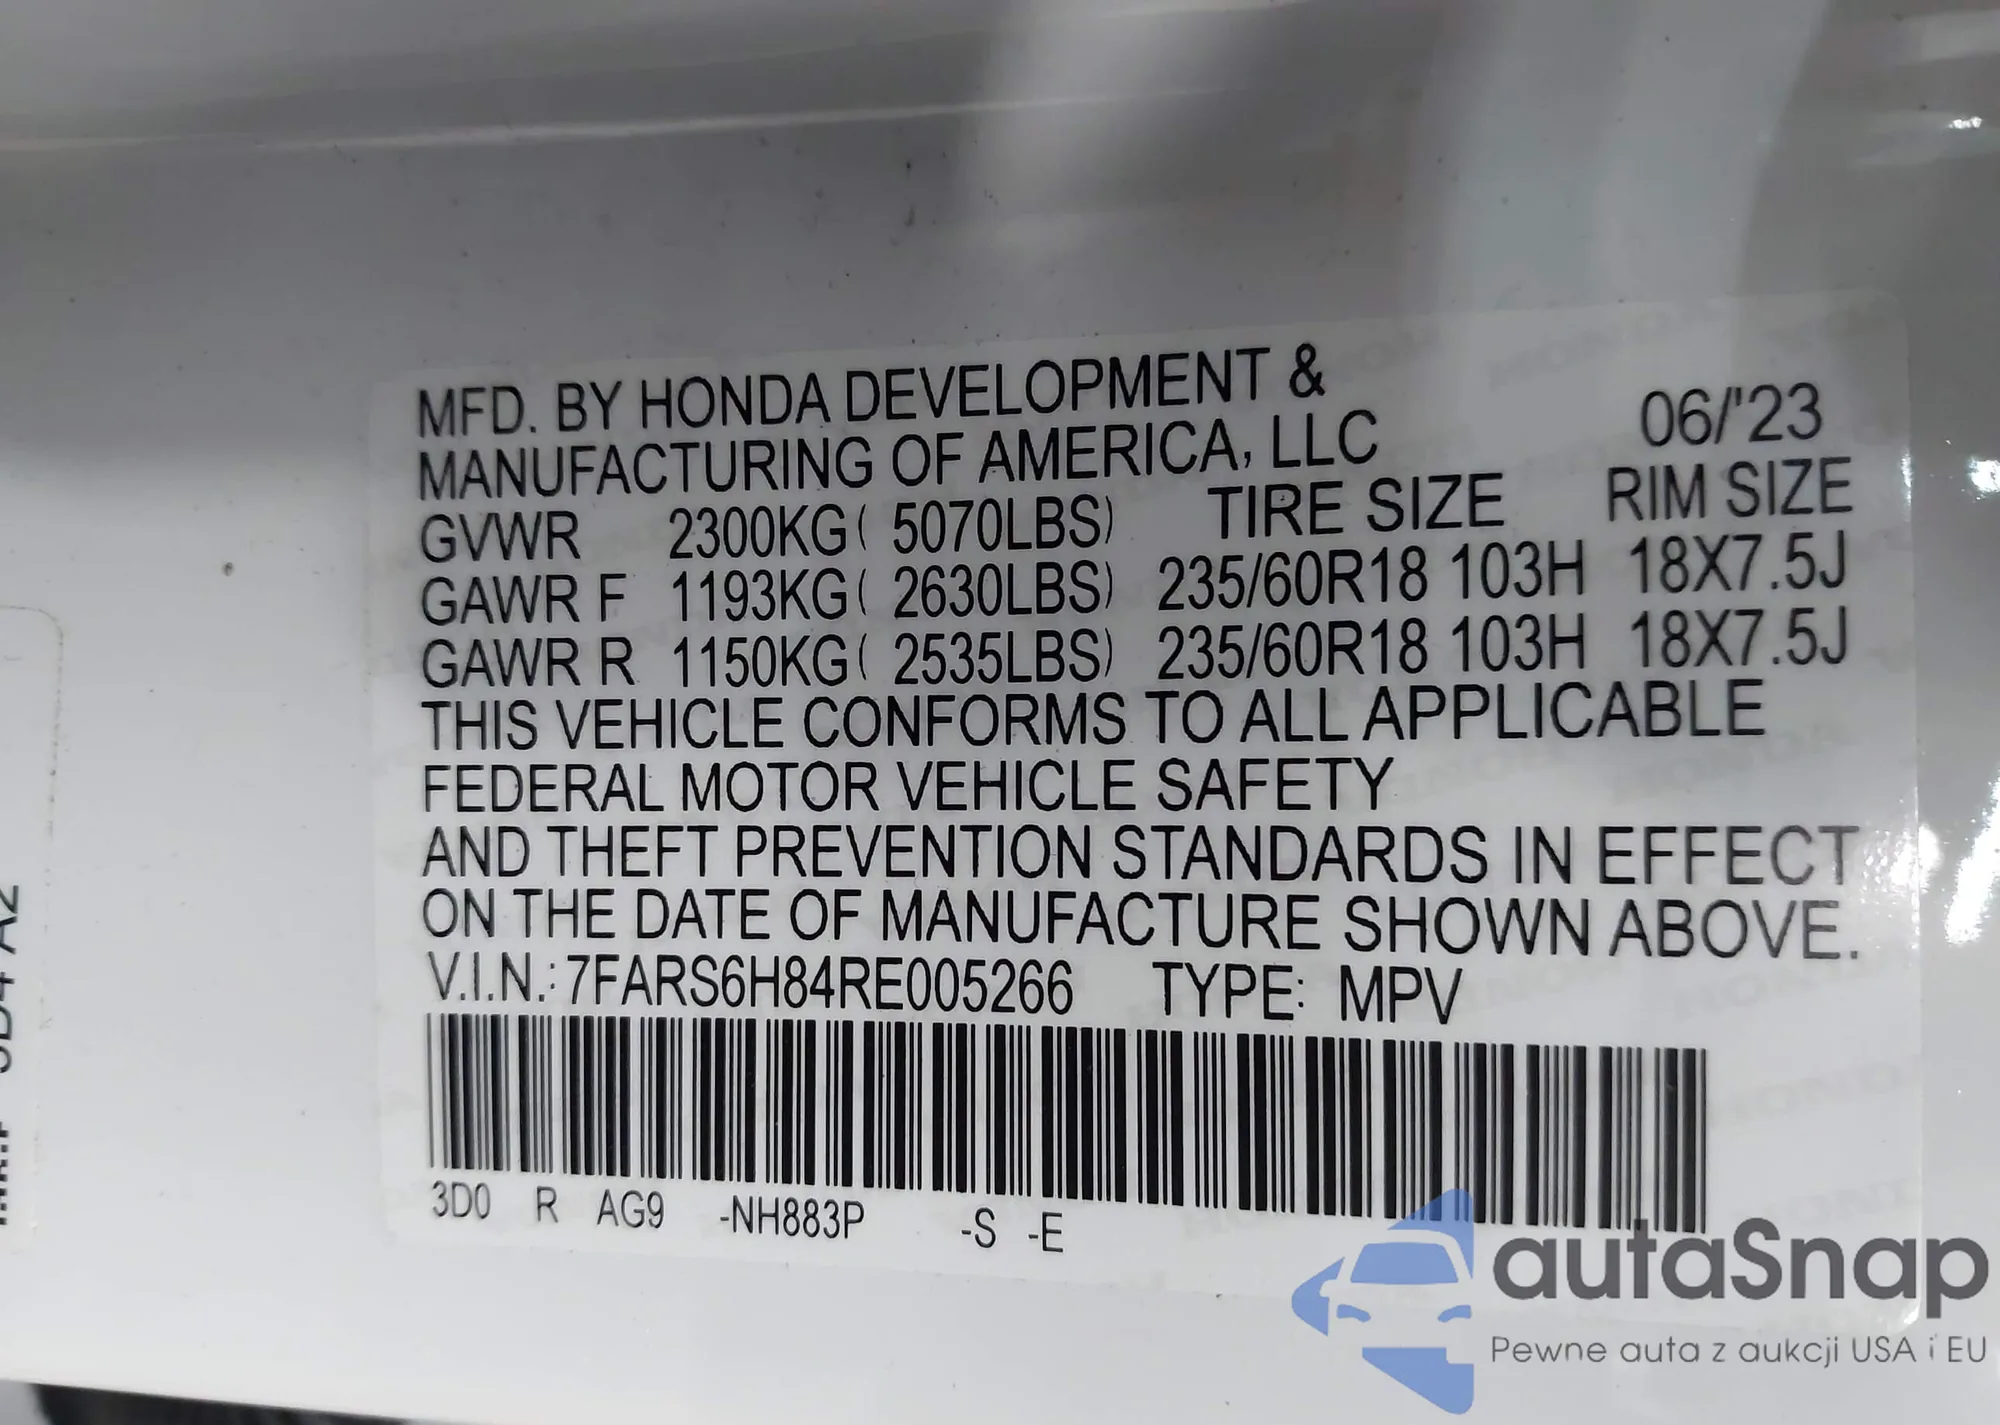 MFD. BY HONDA DEVELOPMENT &
MANUFACTURING OF AMERICA, LLC 06/'23
GVWR 2300KG( 5070LBS) TIRE SIZE RIM SIZE
GAWR F 1193KG( 2630LBS) 235/60R18 103H 18X7.5J
GAWR R 1150KG( 2535LBS) 235/60R18 103H 18X7.5J
THIS VEHICLE CONFORMS TO ALL APPLICABLE
FEDERAL MOTOR VEHICLE SAFETY
AND THEFT PREVENTION STANDARDS IN EFFECT
ON THE DATE OF MANUFACTURE SHOWN ABOVE.
V.I.N.: 7FARS6H84RE005266 TYPE: MPV
3D0 R AG9 -NH883P -S -E
autaSnap
Pewne auta z aukcji USA i EU